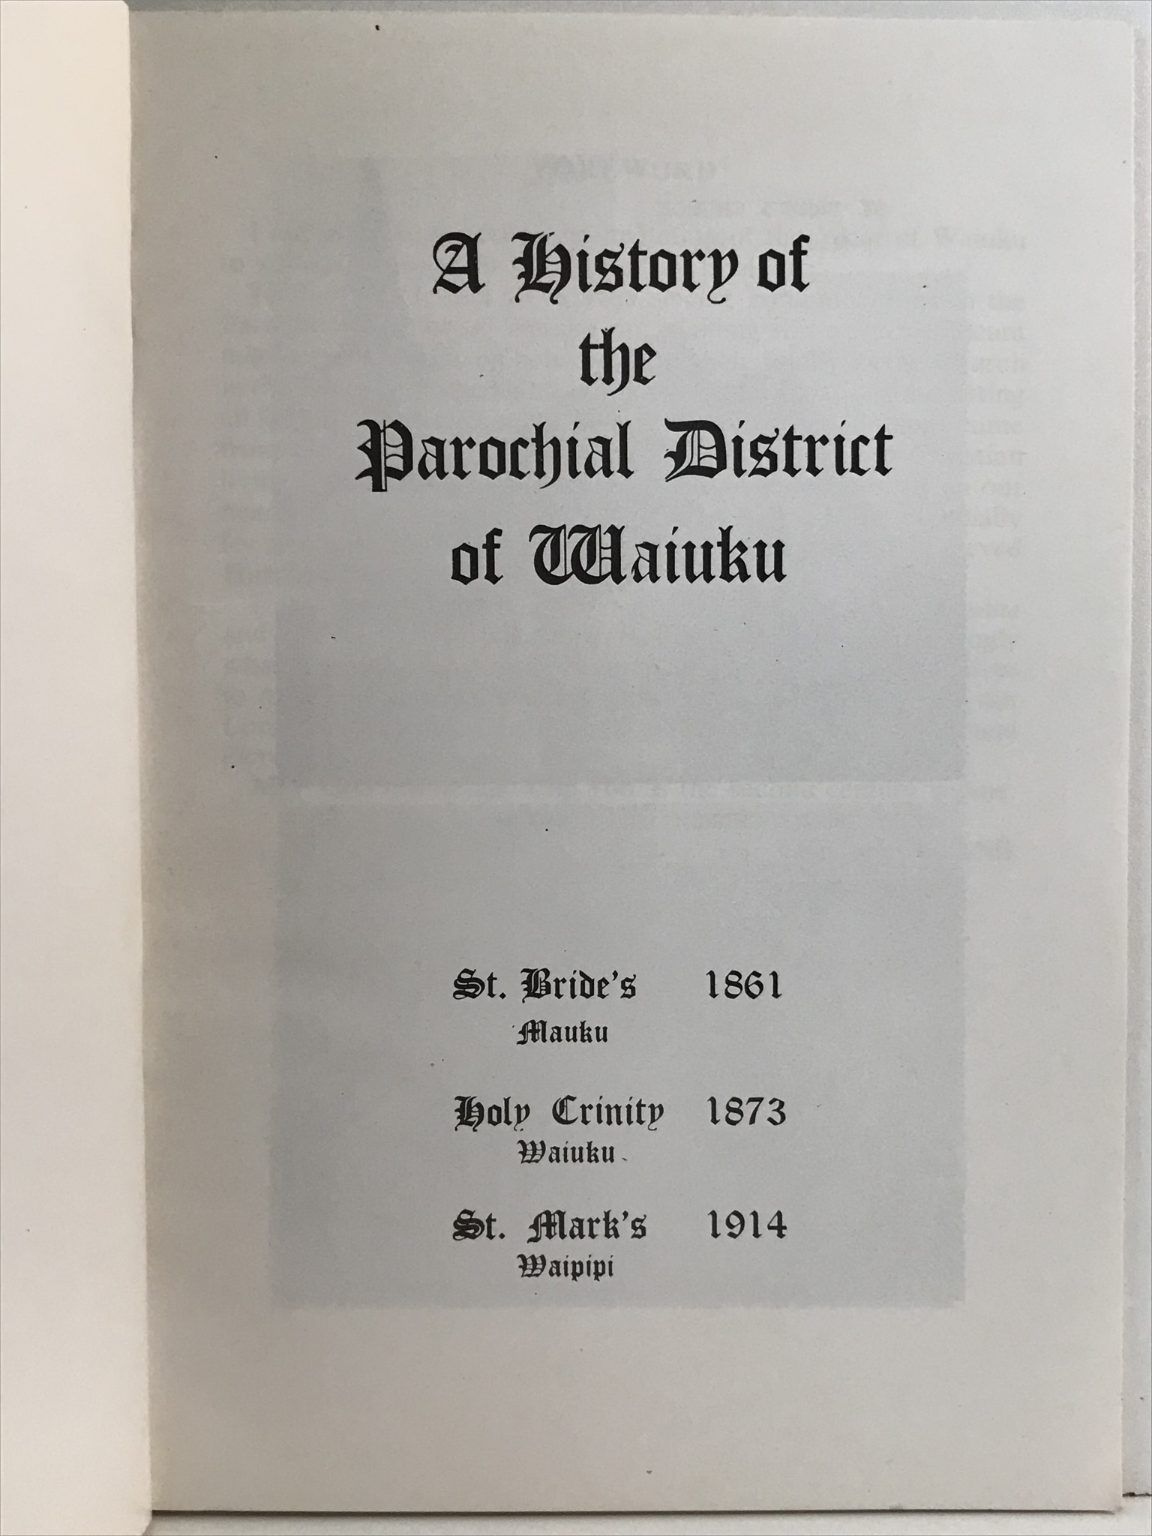 A History of
the
Parochial District
of Waiuku
St. Bride's 1861
Mauku
Holy Trinity 1873
Waiuku
St. Mark's 1914
Waipipi